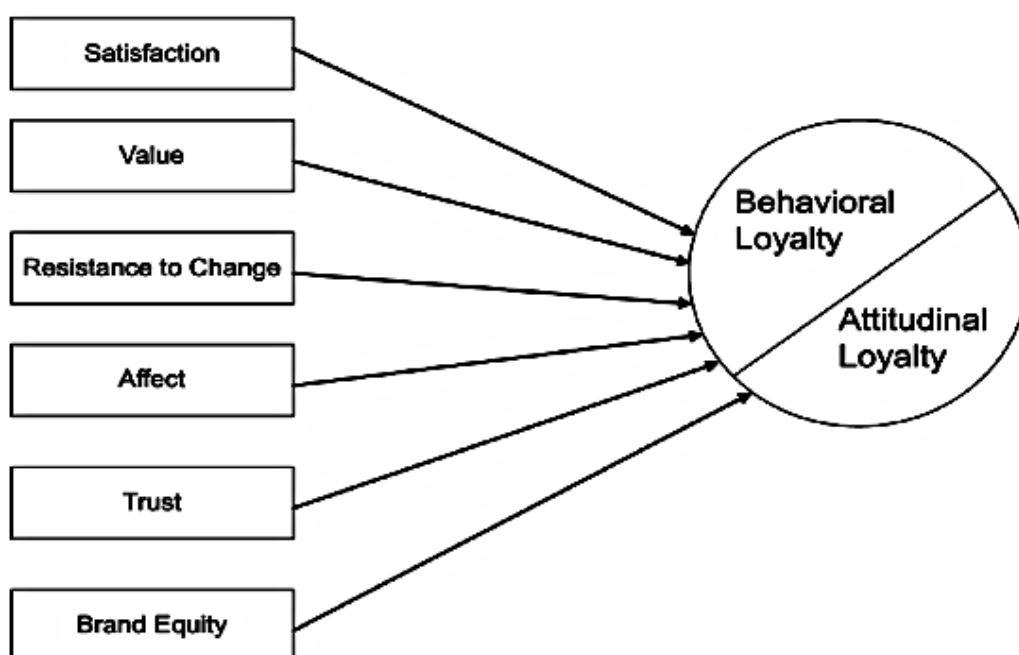 Satisfaction
Value
Resistance to Change
Affect
Trust
Brand Equity
Behavioral
Loyalty
Attitudinal
Loyalty